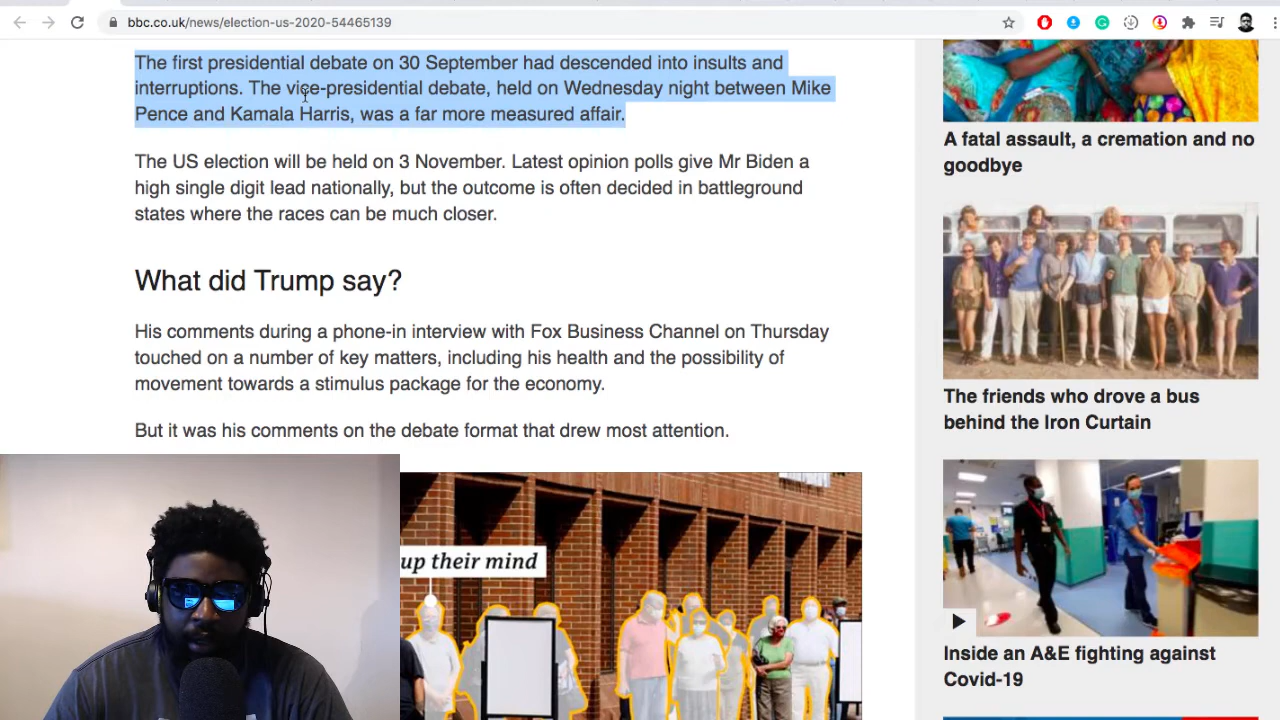 bbc.co.uk/news/election-us-2020-54465139
The first presidential debate on 30 September had descended into insults and
interruptions. The vice-presidential debate, held on Wednesday night between Mike
Pence and Kamala Harris, was a far more measured affair.
The US election will be held on 3 November. Latest opinion polls give Mr Biden a
high single digit lead nationally, but the outcome is often decided in battleground
states where the races can be much closer.
What did Trump say?
His comments during a phone-in interview with Fox Business Channel on Thursday
touched on a number of key matters, including his health and the possibility of
movement towards a stimulus package for the economy.
But it was his comments on the debate format that drew most attention.
up their mind
A fatal assault, a cremation and no
goodbye
The friends who drove a bus
behind the Iron Curtain
Inside an A&E fighting against
Covid-19